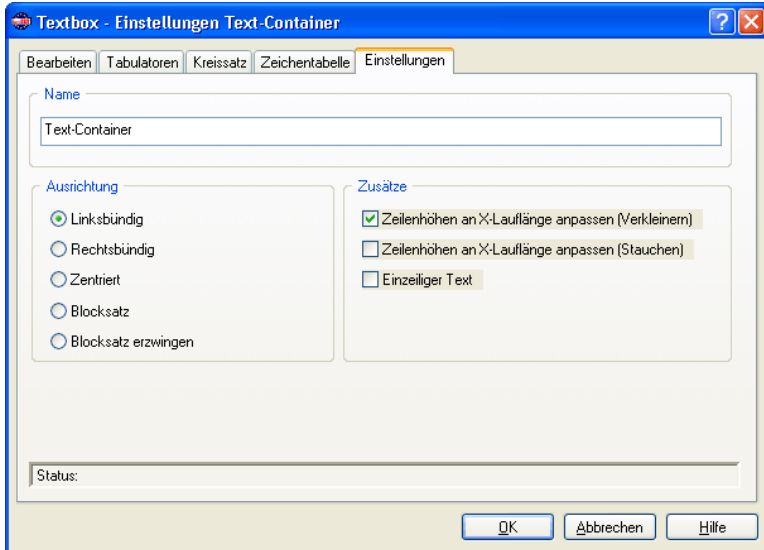 Textbox - Einstellungen Text-Container
Bearbeiten Tabulatoren Kreissatz Zeichentabelle Einstellungen
Name
Text-Container
Ausrichtung
Linksbündig
Rechtsbündig
Zentriert
Blocksatz
Blocksatz erzwingen
Zusätze
Zeilenhöhen an X-Lauflänge anpassen (Verkleinern)
Zeilenhöhen an X-Lauflänge anpassen (Stauchen)
Einzeiliger Text
Status:
OK Abbrechen Hilfe